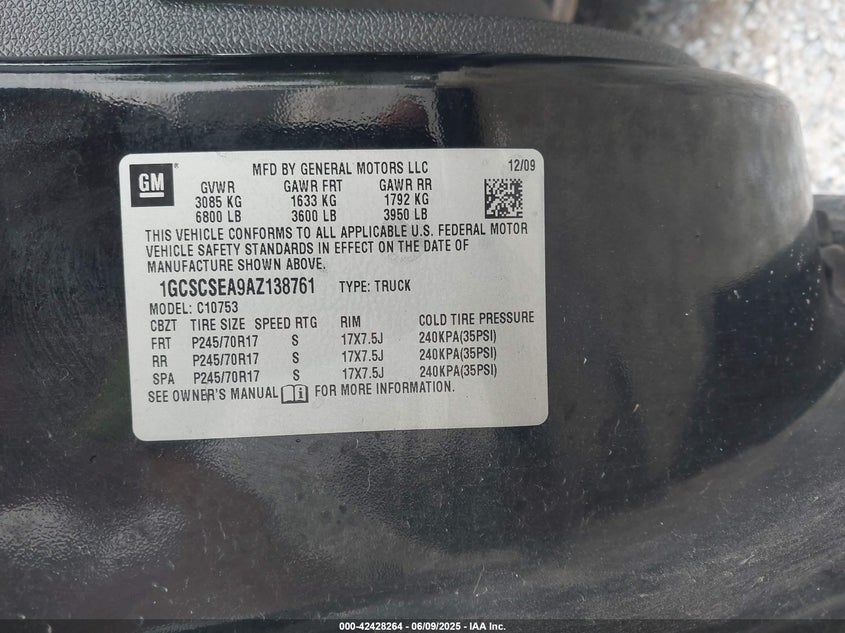 GM
MFD BY GENERAL MOTORS LLC 12/09
GVWR GAWR FRT GAWR RR
3085 KG 1633 KG 1792 KG
6800 LB 3600 LB 3950 LB
THIS VEHICLE CONFORMS TO ALL APPLICABLE U.S. FEDERAL MOTOR
VEHICLE SAFETY STANDARDS IN EFFECT ON THE DATE OF
MANUFACTURE SHOWN ABOVE.
1GCSCSEA9AZ138761 TYPE: TRUCK
MODEL: C10753
CBZT TIRE SIZE SPEED RTG RIM COLD TIRE PRESSURE
FRT P245/70R17 S 17X7.5J 240KPA(35PSI)
RR P245/70R17 S 17X7.5J 240KPA(35PSI)
SPA P245/70R17 S 17X7.5J 240KPA(35PSI)
SEE OWNER'S MANUAL FOR MORE INFORMATION.
000-42428264 - 06/09/2025 - IAA Inc.